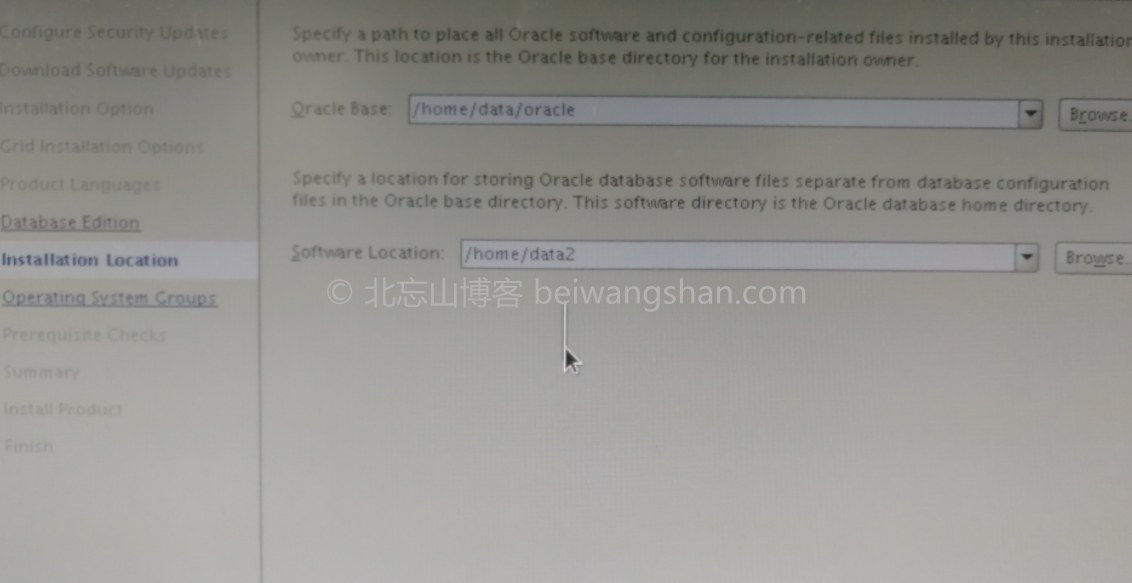 Configure Security Updates
Download Software Updates
Installation Option
Grid Installation Options
Product Languages
Database Edition
Installation Location
Operating System Groups
Prerequisite Checks
Summary
Install Product
Finish
Specify a path to place all Oracle software and configuration-related files installed by this installation
owner. This location is the Oracle base directory for the installation owner.
Oracle Base: /home/data/oracle Browse.
Specify a location for storing Oracle database software files separate from database configuration
files in the Oracle base directory. This software directory is the Oracle database home directory.
Software Location: /home/data2 Browse..
© 北忘山博客 beiwangshan.com